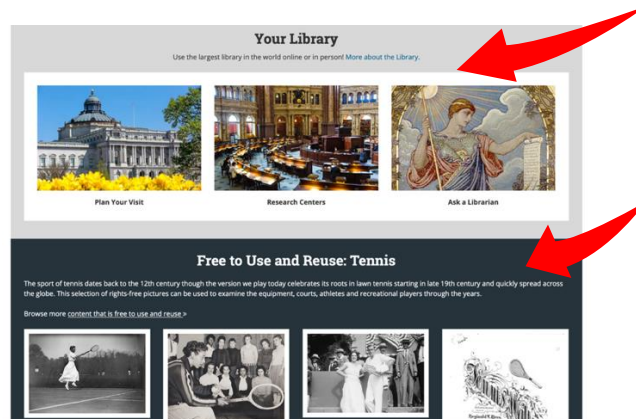 Your Library
Use the largest library in the world online or in person! More about the Library.
Plan Your Visit
Research Centers
Ask a Librarian
Free to Use and Reuse: Tennis
The sport of tennis dates back to the 12th century though the version we play today celebrates its roots in lawn tennis starting in late 19th century and quickly spread across
the globe. This selection of rights-free pictures can be used to examine the equipment, courts, athletes and recreational players through the years.
Browse more content that is free to use and reuse »